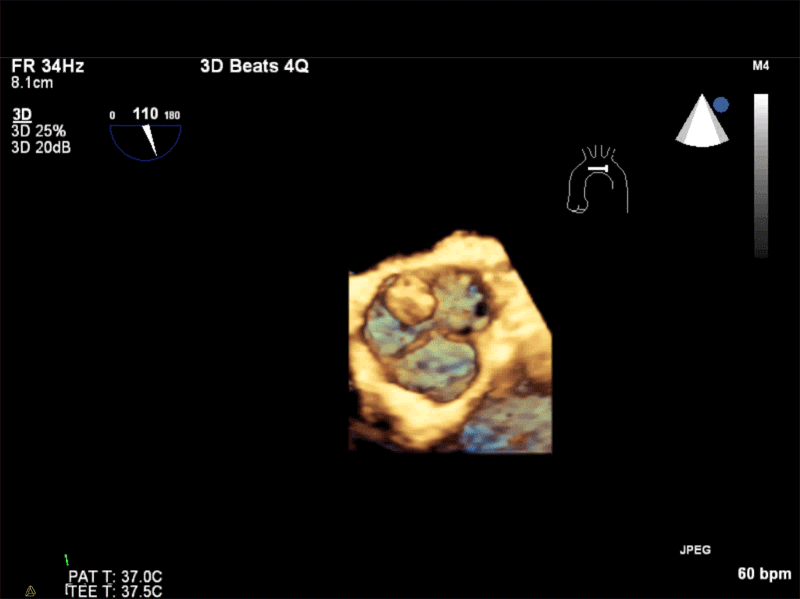 FR 34Hz
8.1cm
3D Beats 4Q
M4
3D
3D 25%
3D 20dB
0 110 180
JPEG
60 bpm
PAT T: 37.0C
TEE T: 37.5C